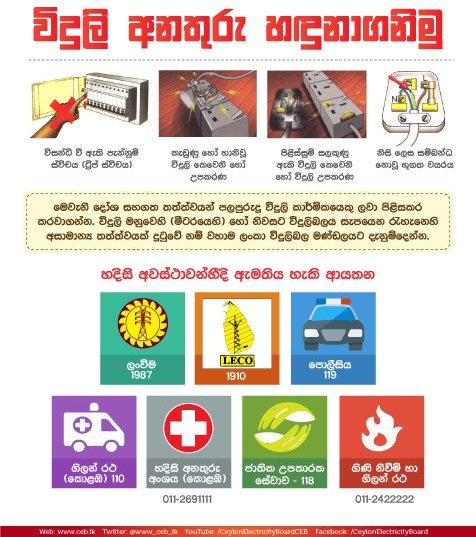 විදුලි අනතුරු හඳුනාගනිමු
N
විසන්ධි වී ඇති පැන්නුම්
ස්විචය (ට්‍රිප් ස්විචය)
කැඩුණු හෝ හානිවූ
විදුලි කෙවෙනි හෝ
උපකරණ
පිළිස්සුම් සලකුණු
ඇති විදුලි කෙවෙනි
හෝ විදුලි උපකරණ
නිසි ලෙස සම්බන්ධ
නොවූ භූගත වයරය
මෙවැනි දෝෂ සහගත තත්ත්වයන් පලපුරුදු විදුලි කාර්මිකයෙකු ලවා පිළිසකර
කරවාගන්න. විදුලි මනුවෙහි (මීටරයෙහි) හෝ නිවසට විදුලිබලය සැපයෙන රැහැනෙහි
අසාමාන්‍ය තත්ත්වයක් දුටුවේ නම් වහාම ලංකා විදුලිබල මණ්ඩලයට දැනුම්දෙන්න.
හදිසි අවස්ථාවන්හීදි ඇමතිය හැකි ආයතන
ලංවිම
1987
LECO
1910
පොලීසිය
119
ගිලන් රථ
(කොළඹ) 110
හදිසි අනතුරු
අංශය (කොළඹ)
011-2691111
ජාතික උපකාරක
සේවාව - 118
ගිණි නිවීම් හා
ගිලන් රථ
011-2422222
Web: www.ceb.lk Twitter: @www_ceb_lk YouTube: /CeylonElectricityBoardCEB Facebook: /CeylonElectricityBoard